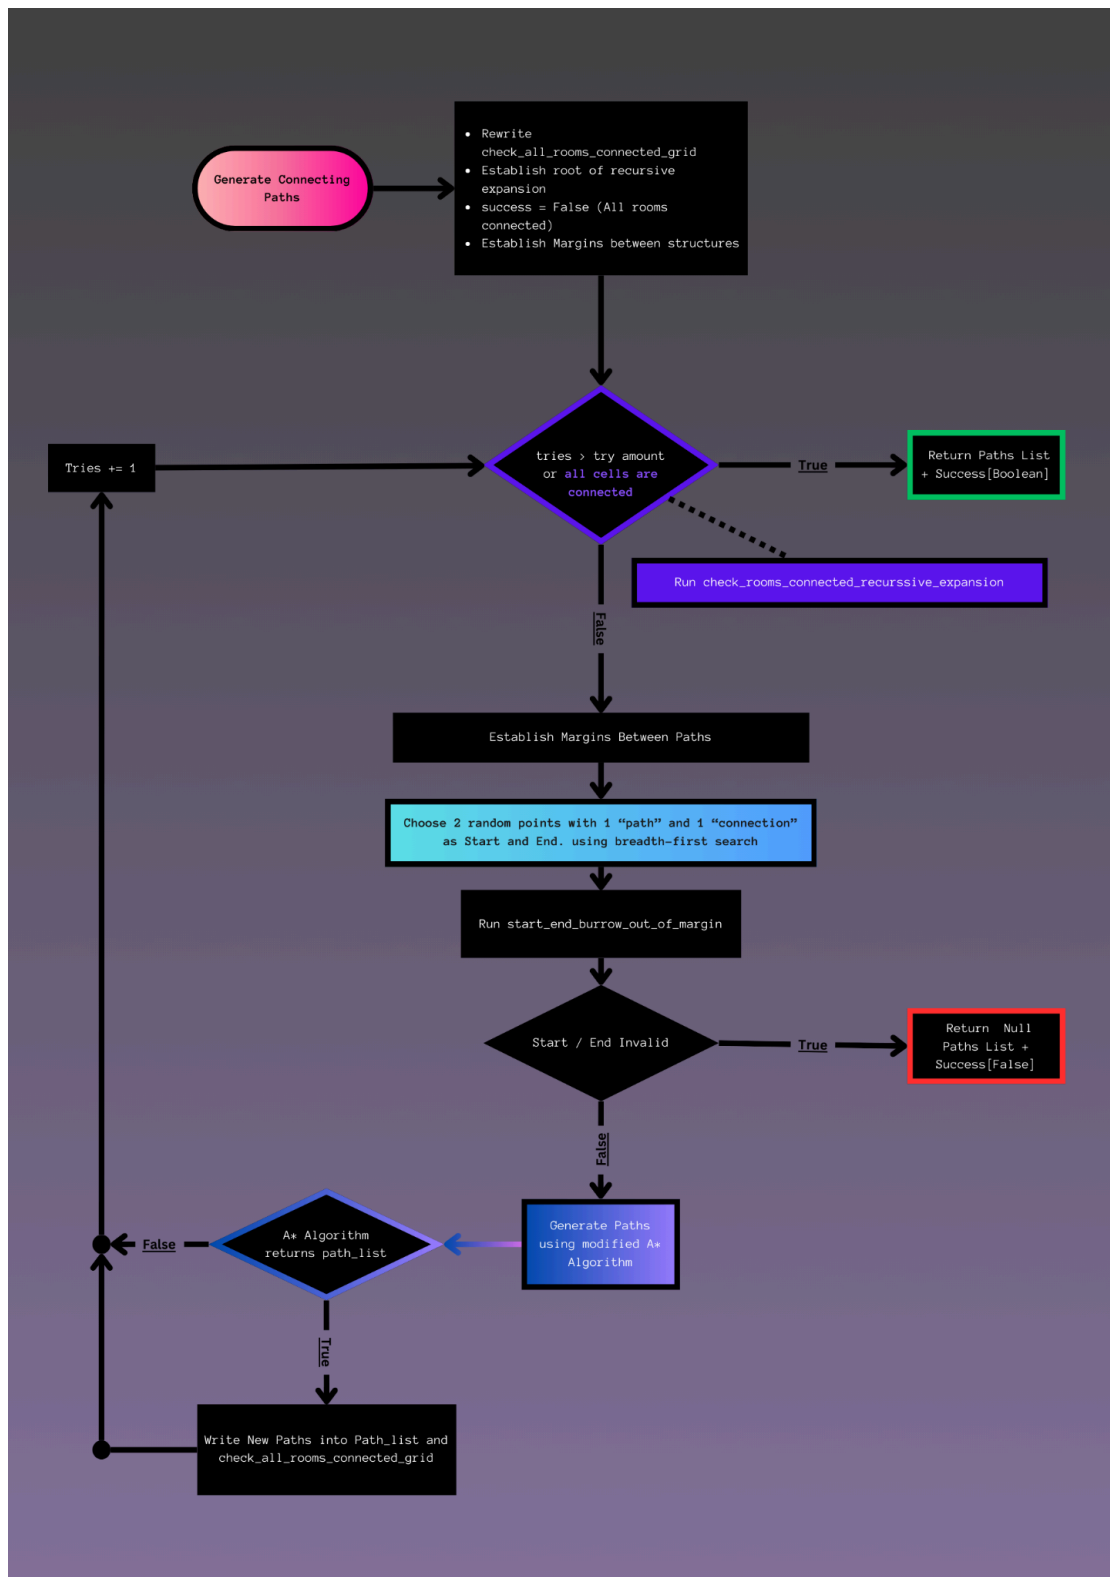 Generate Connecting
Paths
• Rewrite
check_all_rooms_connected_grid
• Establish root of recursive
expansion
• success = False (All rooms
connected)
• Establish Margins between structures
Tries += 1
tries > try amount
or all cells are
connected
True
Return Paths List
+ Success[Boolean]
Run check_rooms_connected_recurssive_expansion
False
Establish Margins Between Paths
Choose 2 random points with 1 “path” and 1 “connection”
as Start and End. using breadth-first search
Run start_end_burrow_out_of_margin
Start / End Invalid
True
Return  Null
Paths List +
Success[False]
False
Generate Paths
using modified A*
Algorithm
A* Algorithm
returns path_list
False
True
Write New Paths into Path_list and
check_all_rooms_connected_grid